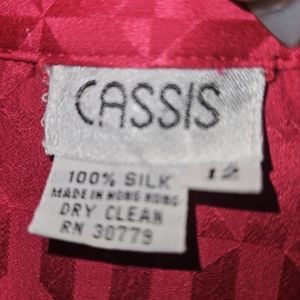 CASSIS
100% SILK 12
MADE IN HONG KONG
DRY CLEAN
RN 30779